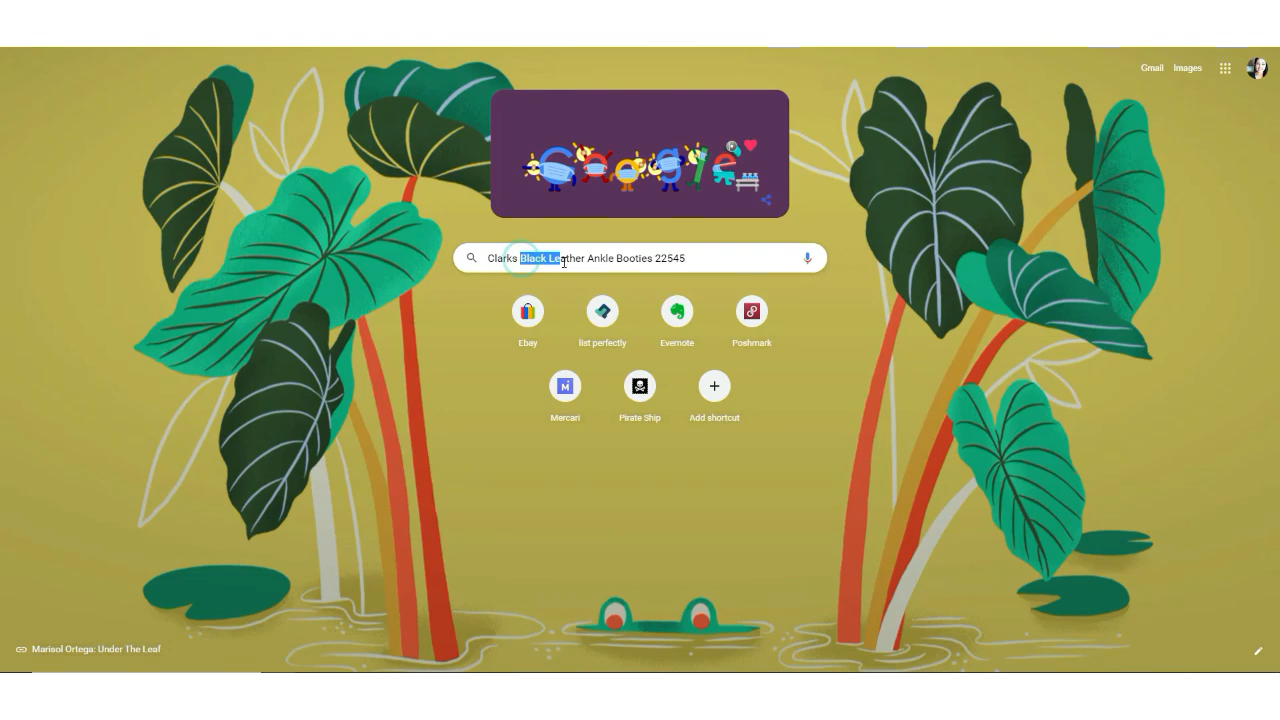 Gmail Images
Google
Clarks Black Leather Ankle Booties 22545
Ebay
list perfectly
Evernote
Poshmark
M
Mercari
Pirate Ship
Add shortcut
Marisol Ortega: Under The Leaf